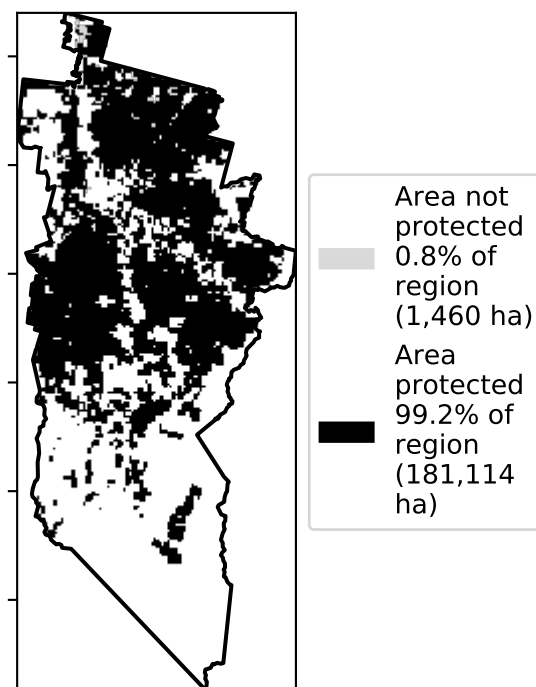 Area not
protected
0.8% of
region
(1,460 ha)
Area
protected
99.2% of
region
(181,114
ha)